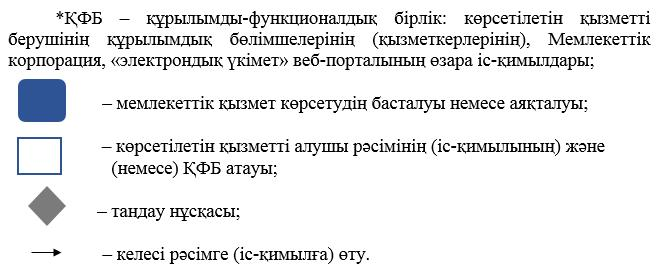 *ҚФБ – құрылымды-функционалдық бірлік: көрсетілетін қызметті
берушінің құрылымдық бөлімшелерінің (қызметкерлерінің), Мемлекеттік
корпорация, «электрондық үкімет» веб-порталының өзара іс-қимылдары;
– мемлекеттік қызмет көрсетудің басталуы немесе аяқталуы;
– көрсетілетін қызметті алушы рәсімінің (іс-қимылының) және
(немесе) ҚФБ атауы;
– таңдау нұсқасы;
– келесі рәсімге (іс-қимылға) өту.